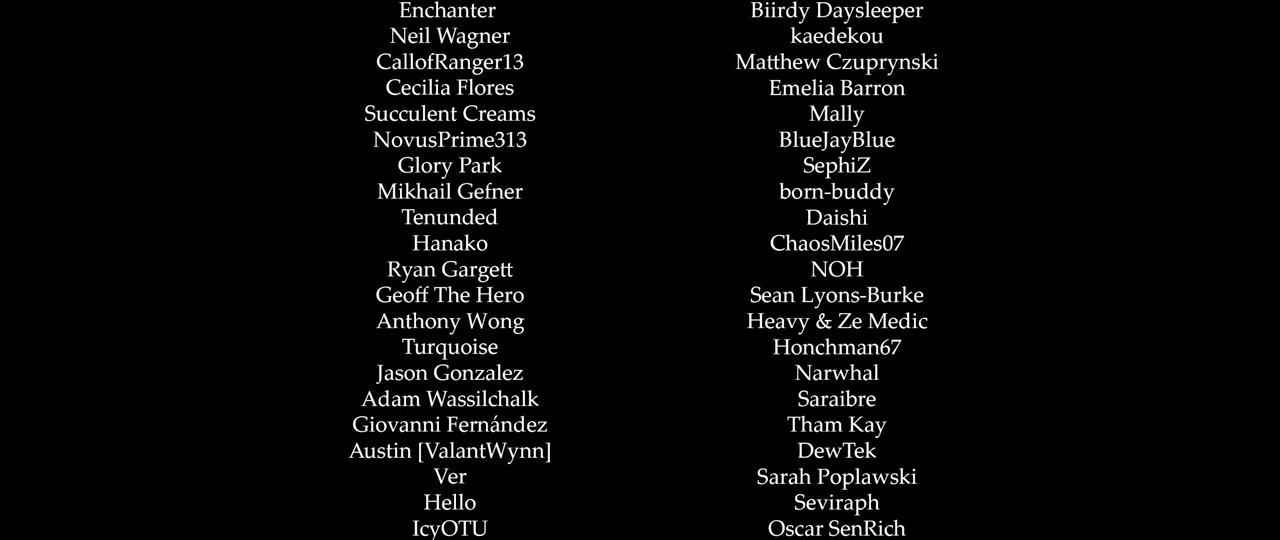 Enchanter
Neil Wagner
CallofRanger13
Cecilia Flores
Succulent Creams
NovusPrime313
Glory Park
Mikhail Gefner
Tenunded
Hanako
Ryan Gargett
Geoff The Hero
Anthony Wong
Turquoise
Jason Gonzalez
Adam Wassilchalk
Giovanni Fernández
Austin [ValantWynn]
Ver
Hello
IcyOTU
Biirdy Daysleeper
kaedekou
Matthew Czuprynski
Emelia Barron
Mally
BlueJayBlue
SephiZ
born-buddy
Daishi
ChaosMiles07
NOH
Sean Lyons-Burke
Heavy & Ze Medic
Honchman67
Narwhal
Saraibre
Tham Kay
DewTek
Sarah Poplawski
Seviraph
Oscar SenRich